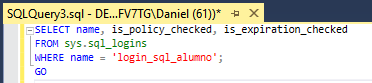 SQLQuery3.sql - DE...FV7TG\Daniel (61))*
SELECT name, is_policy_checked, is_expiration_checked
FROM sys.sql_logins
WHERE name = 'login_sql_alumno';
GO